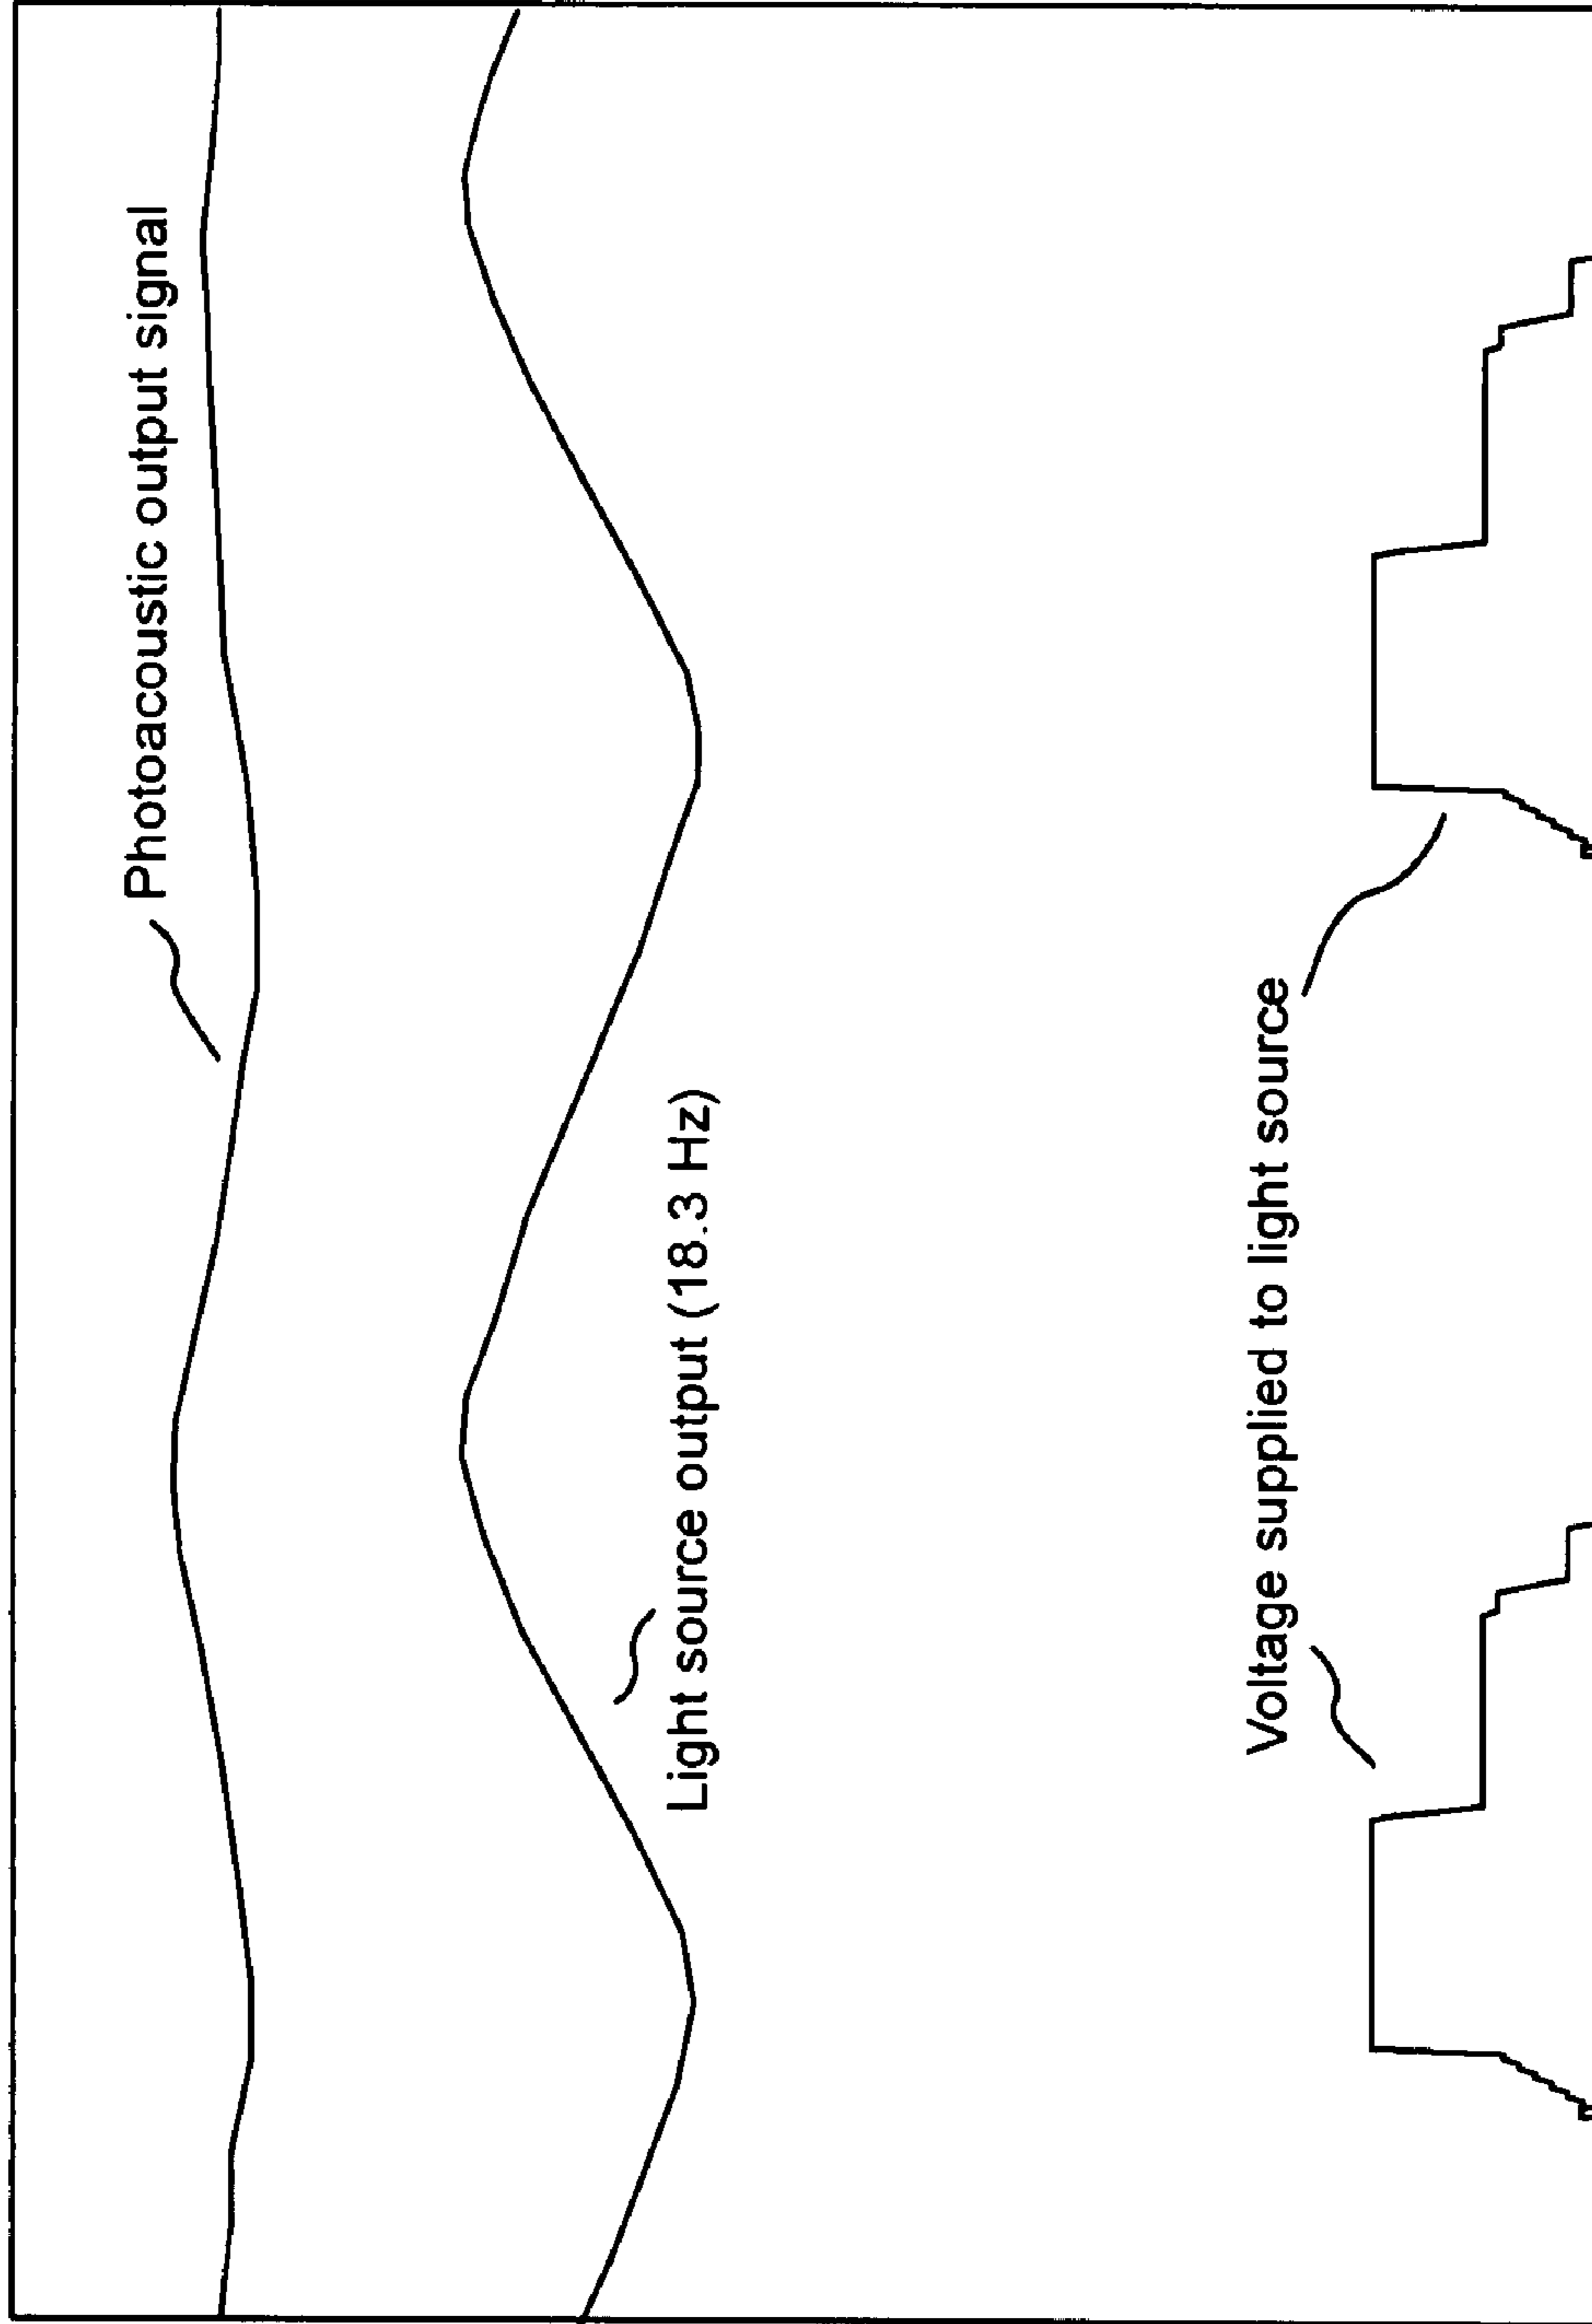 Photoacoustic output signal
Light source output (18.3 Hz)
Voltage supplied to light source